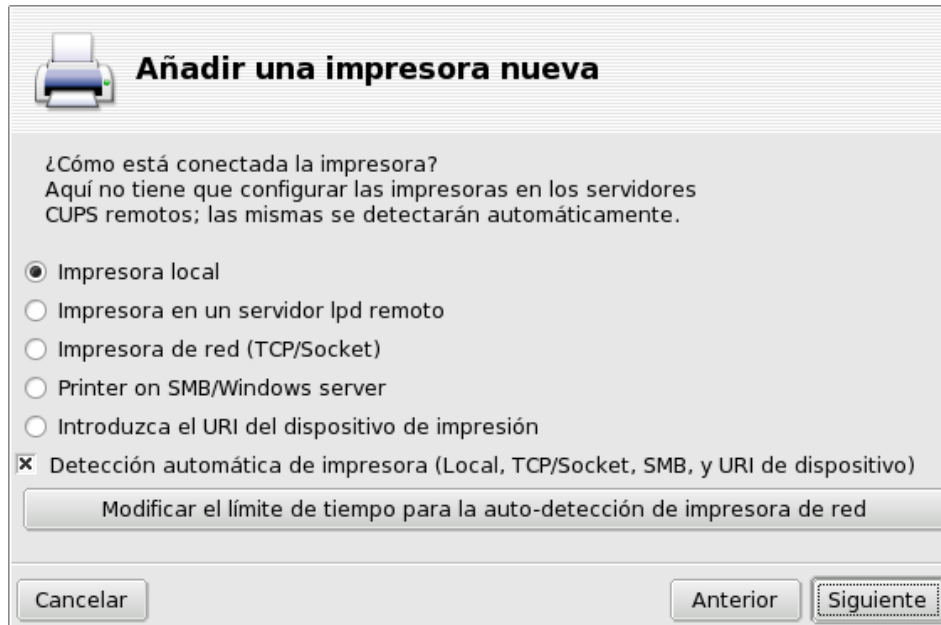 Añadir una impresora nueva
¿Cómo está conectada la impresora?
Aquí no tiene que configurar las impresoras en los servidores
CUPS remotos; las mismas se detectarán automáticamente.
Impresora local
Impresora en un servidor lpd remoto
Impresora de red (TCP/Socket)
Printer on SMB/Windows server
Introduzca el URI del dispositivo de impresión
Detección automática de impresora (Local, TCP/Socket, SMB, y URI de dispositivo)
Modificar el límite de tiempo para la auto-detección de impresora de red
Cancelar
Anterior
Siguiente